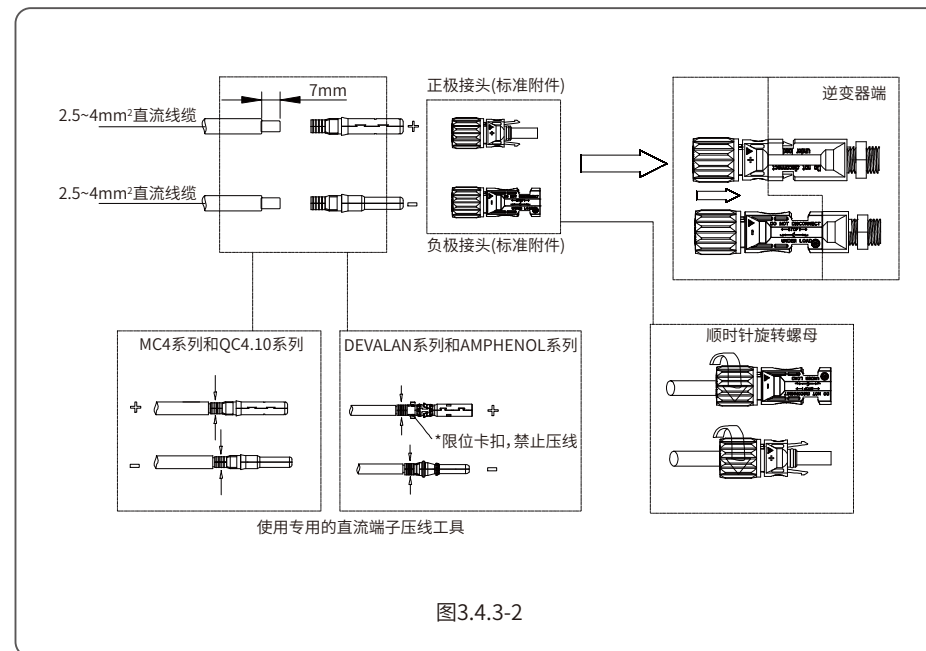 7mm
正极接头(标准附件)
逆变器端
2.5~4mm²直流线缆
+
+
2.5~4mm²直流线缆
-
-
DO NOT DISCONNECT
UNDER LOAD
负极接头(标准附件)
MC4系列和QC4.10系列
DEVALAN系列和AMPHENOL系列
顺时针旋转螺母
+
+
*限位卡扣，禁止压线
-
-
-
+
使用专用的直流端子压线工具
图3.4.3-2